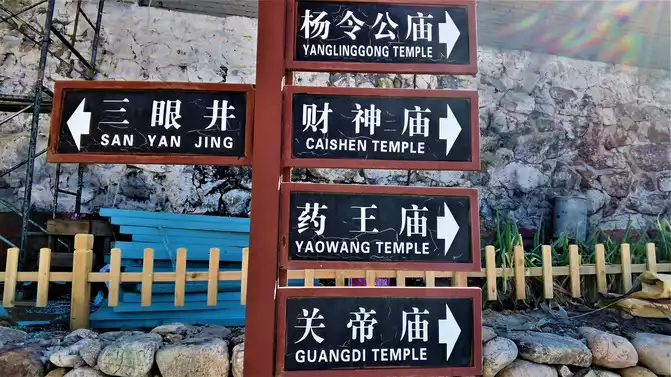 杨令公庙
YANGLINGGONG TEMPLE
三眼井
SAN YAN JING
财神庙
CAISHEN TEMPLE
药王庙
YAOWANG TEMPLE
关帝庙
GUANGDI TEMPLE